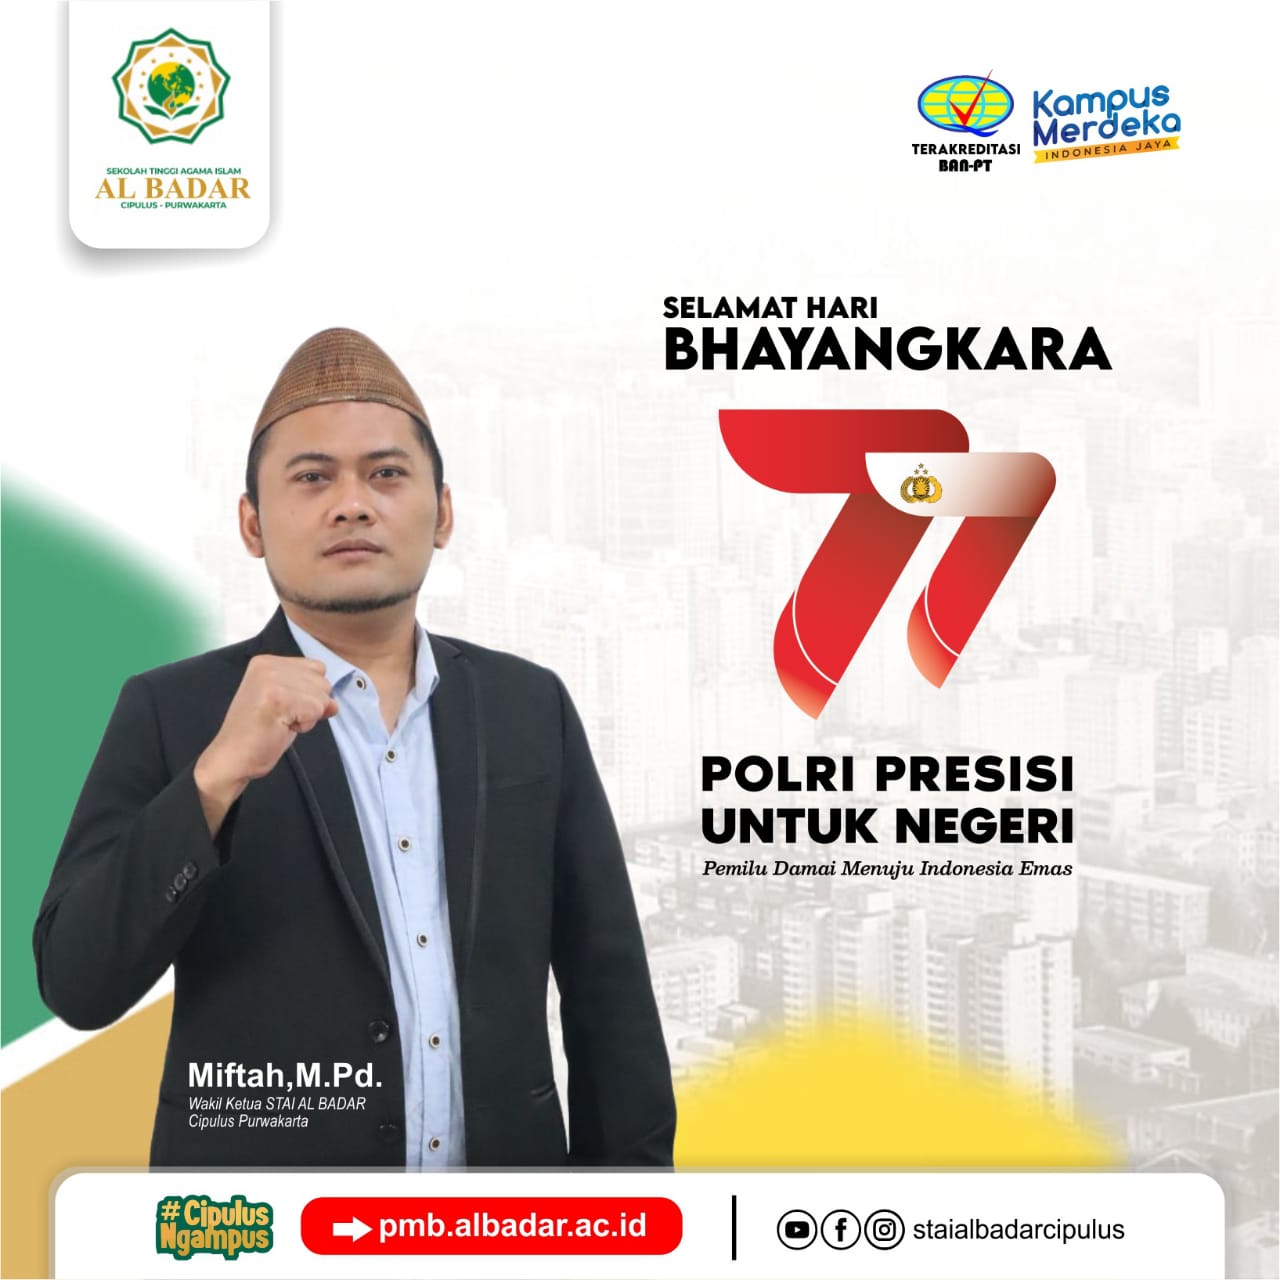 SEKOLAH TINGGI AGAMA ISLAM
AL BADAR
CIPULUS - PURWAKARTA
TERAKREDITASI
BAN-PT
Kampus
Merdeka
INDONESIA JAYA
SELAMAT HARI
BHAYANGKARA
77
POLRI PRESISI
UNTUK NEGERI
Pemilu Damai Menuju Indonesia Emas
Miftah,M.Pd.
Wakil Ketua STAI AL BADAR
Cipulus Purwakarta
#Cipulus
Ngampus
pmb.albadar.ac.id
staialbadarcipulus